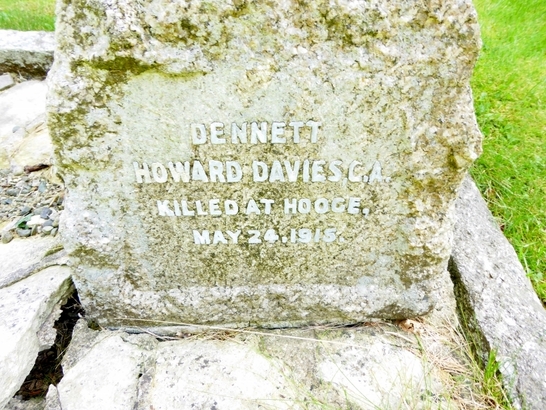 DENNETT
HOWARD DAVIES, C.A.
KILLED AT HOOGE,
MAY 24. 1915.